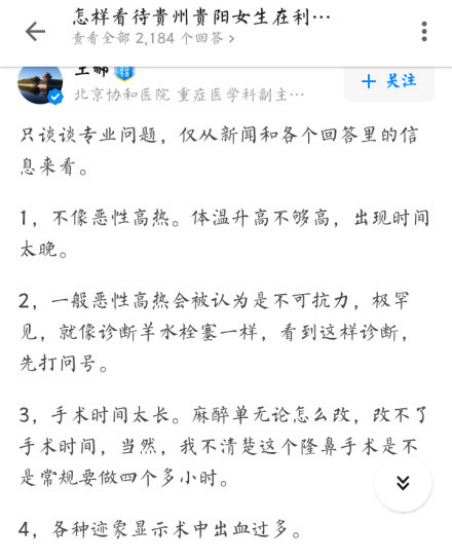 怎样看待贵州贵阳女生在利…
查看全部 2,184 个回答 >
北京协和医院 重症医学科副主…
+ 关注
只谈谈专业问题，仅从新闻和各个回答里的信
息来看。
1，不像恶性高热。体温升高不够高，出现时间
太晚。
2，一般恶性高热会被认为是不可抗力，极罕
见，就像诊断羊水栓塞一样，看到这样诊断，
先打问号。
3，手术时间太长。麻醉单无论怎么改，改不了
手术时间，当然，我不清楚这个隆鼻手术是不
是常规要做四个多小时。
4，各种迹象显示术中出血过多。